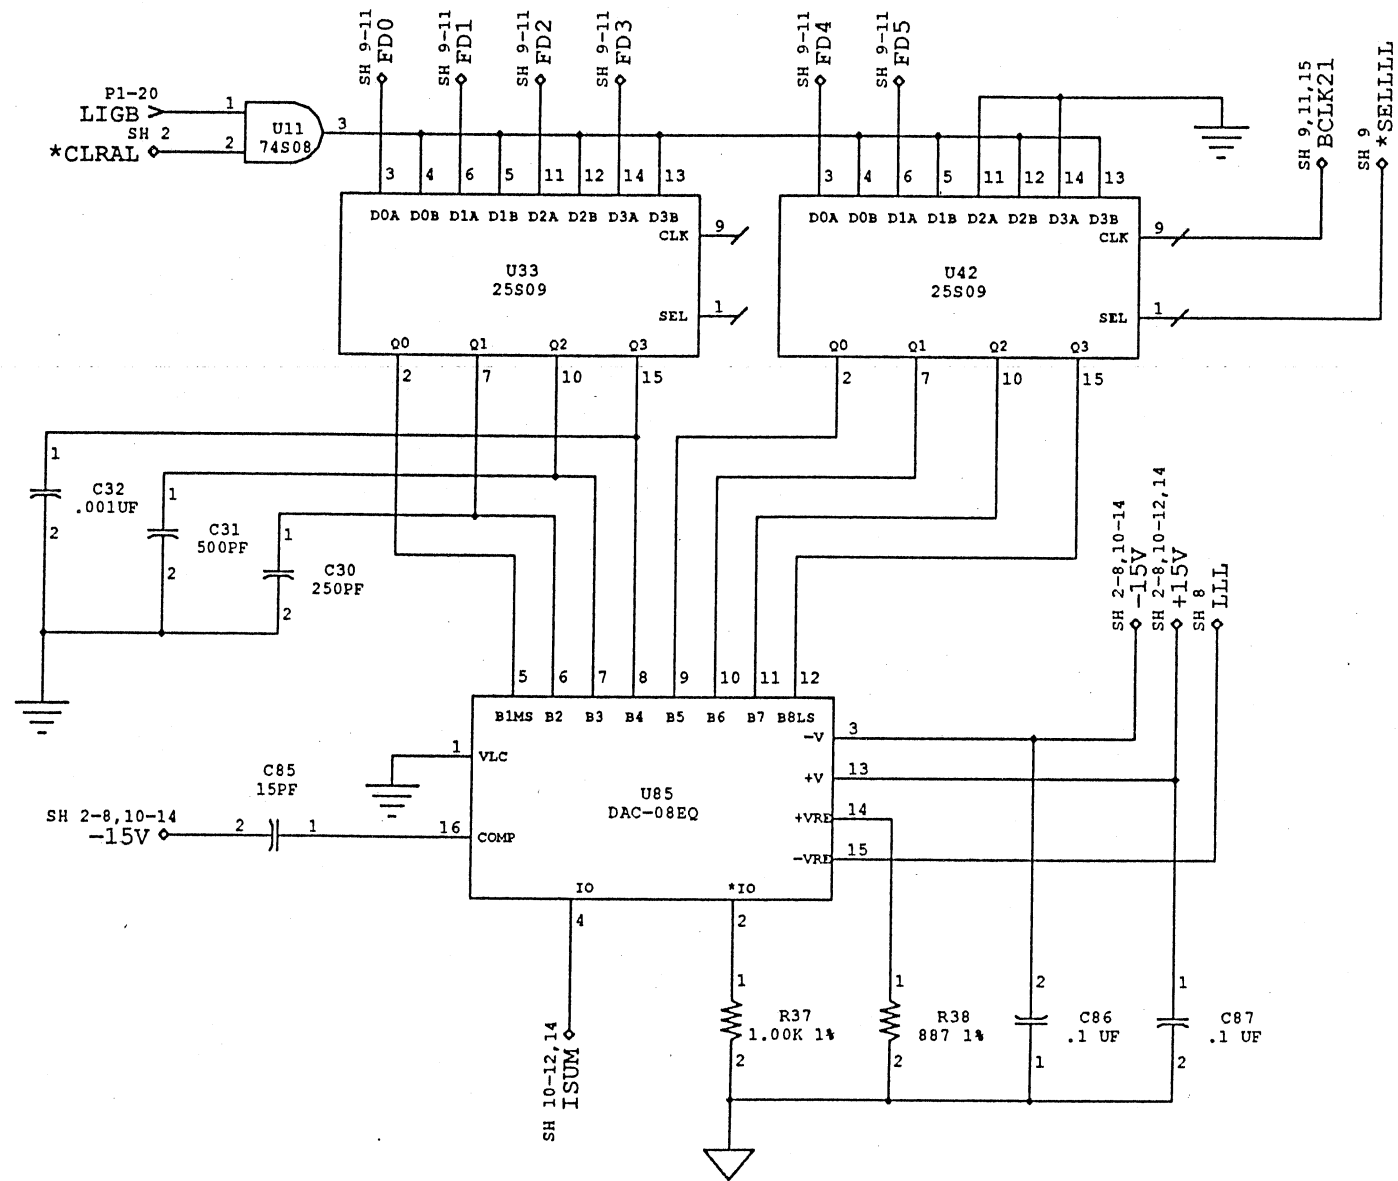 SH 9-11
FD0
SH 9-11
FD1
SH 9-11
FD2
SH 9-11
FD3
SH 9-11
FD4
SH 9-11
FD5
SH 9,11,15
BCLK21
SH 9
*SELLLL
P1-20
LIGB
SH 2
*CLRAL
1
2
U11
74S08
3
3 4 6 5 11 12 14 13
D0A D0B D1A D1B D2A D2B D3A D3B
CLK
9
U33
25S09
SEL
1
Q0 Q1 Q2 Q3
2 7 10 15
3 4 6 5 11 12 14 13
D0A D0B D1A D1B D2A D2B D3A D3B
CLK
9
U42
25S09
SEL
1
Q0 Q1 Q2 Q3
2 7 10 15
1
C32
.001UF
2
1
C31
500PF
2
1
C30
250PF
2
SH 2-8,10-14
-15V
SH 2-8,10-12,14
+15V
SH 8
LLL
5 6 7 8 9 10 11 12
B1MS B2 B3 B4 B5 B6 B7 B8LS
-V
3
1
VLC
+V
13
U85
DAC-08EQ
C85
15PF
+VRE
14
SH 2-8,10-14
-15V
2
1
16
COMP
-VRE
15
IO
*IO
4
2
SH 10-12,14
ISUM
1
R37
1.00K 1%
2
1
R38
887 1%
2
2
C86
.1 UF
1
1
C87
.1 UF
2